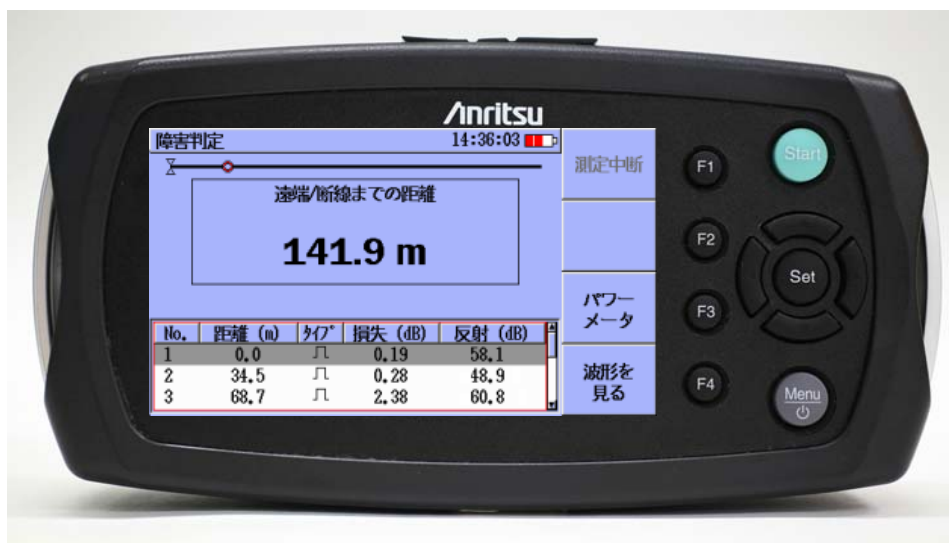 Anritsu
障害判定 14:36:03
測定中断
遠端/断線までの距離
141.9 m
パワー
メータ
波形を
見る
No. 距離 (m) ﾀｲﾌﾟ 損失 (dB) 反射 (dB)
1 0.0 0.19 58.1
2 34.5 0.28 48.9
3 68.7 2.38 60.8
F1
F2
F3
F4
Start
Set
Menu